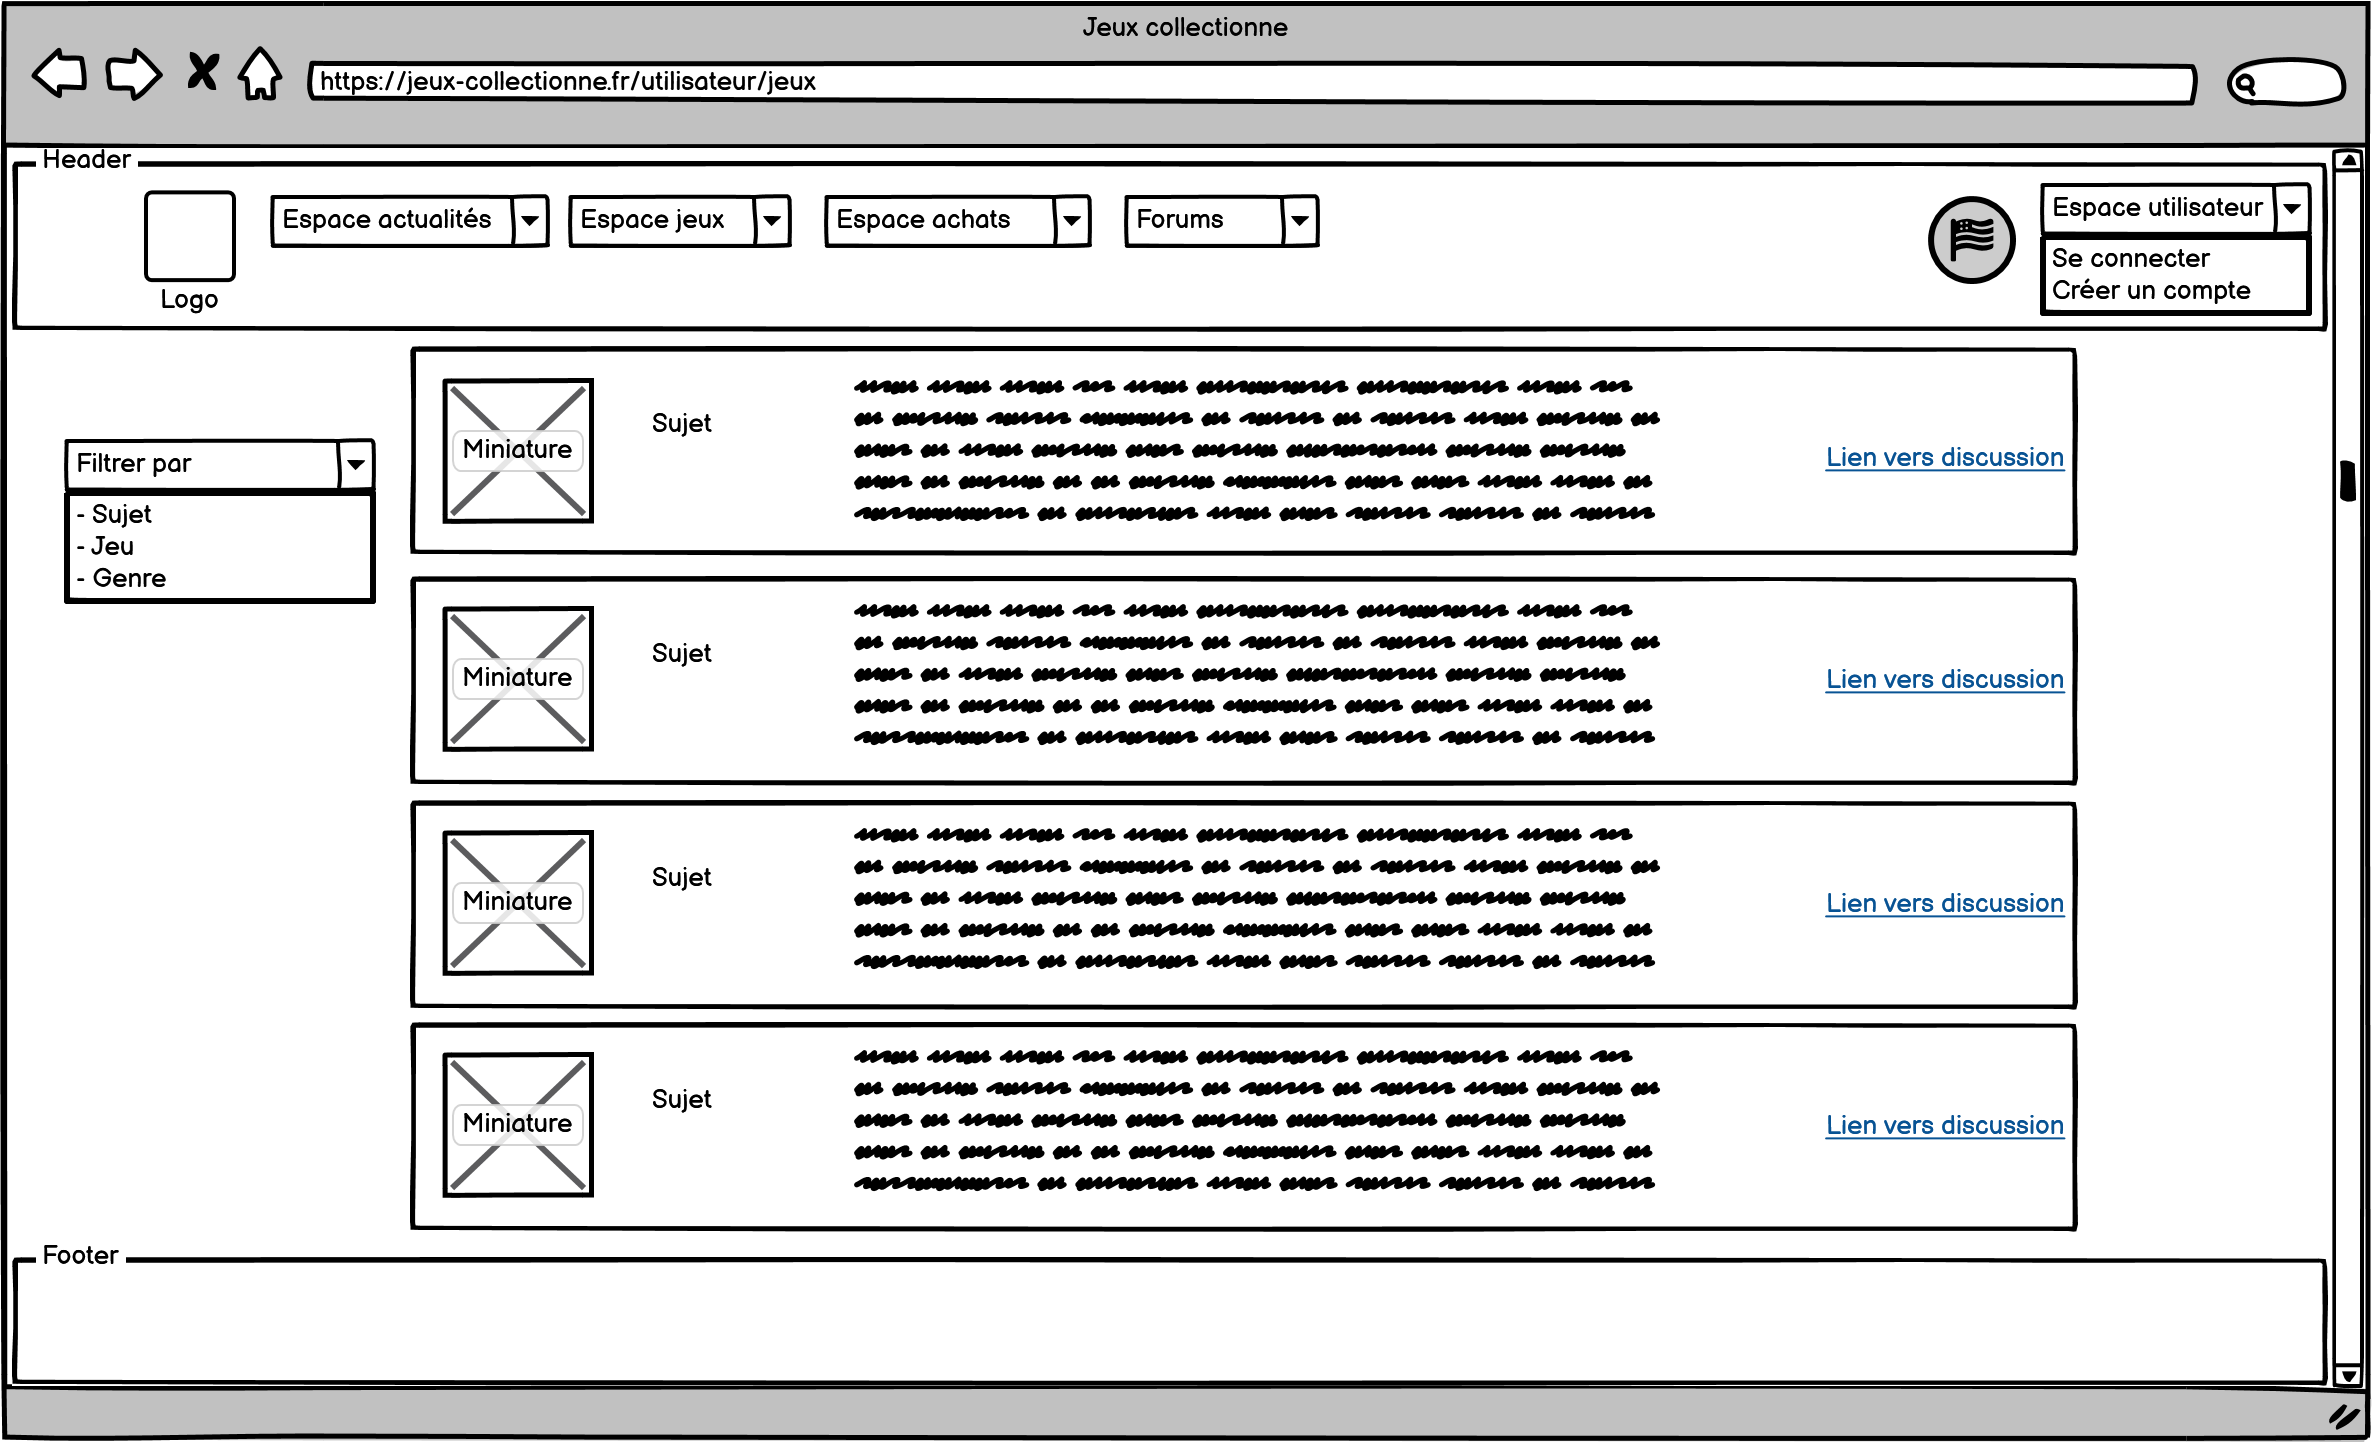 Jeux collectionne
https://jeux-collectionne.fr/utilisateur/jeux
Header
Espace actualités
Espace jeux
Espace achats
Forums
Espace utilisateur
Se connecter
Créer un compte
Logo
Filtrer par
- Sujet
- Jeu
- Genre
Miniature
Sujet
Lien vers discussion
Miniature
Sujet
Lien vers discussion
Miniature
Sujet
Lien vers discussion
Miniature
Sujet
Lien vers discussion
Footer